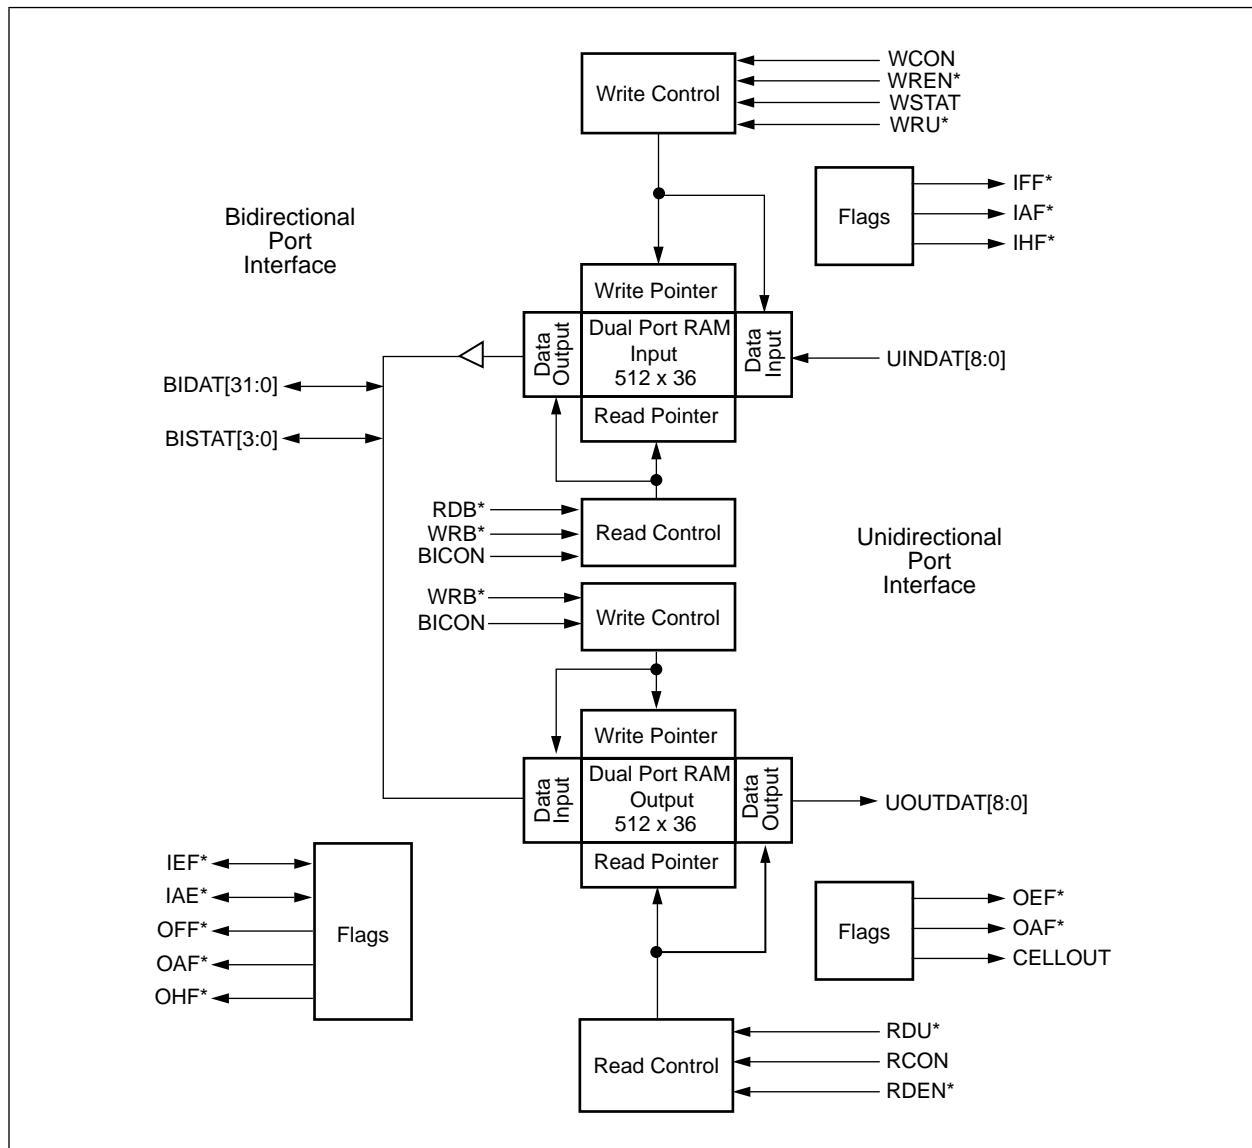 WCON
Write Control
WREN*
WSTAT
WRU*
IFF*
Flags
IAF*
IHF*
Bidirectional
Port
Interface
Write Pointer
Data
Output
Dual Port RAM
Input
512 x 36
Data
Input
UINDAT[8:0]
BIDAT[31:0]
Read Pointer
BISTAT[3:0]
RDB*
WRB*
BICON
Read Control
Unidirectional
Port
Interface
WRB*
BICON
Write Control
Write Pointer
Data
Input
Dual Port RAM
Output
512 x 36
Data
Output
UOUTDAT[8:0]
Read Pointer
IEF*
IAE*
OFF*
OAF*
OHF*
Flags
Flags
OEF*
OAF*
CELLOUT
Read Control
RDU*
RCON
RDEN*